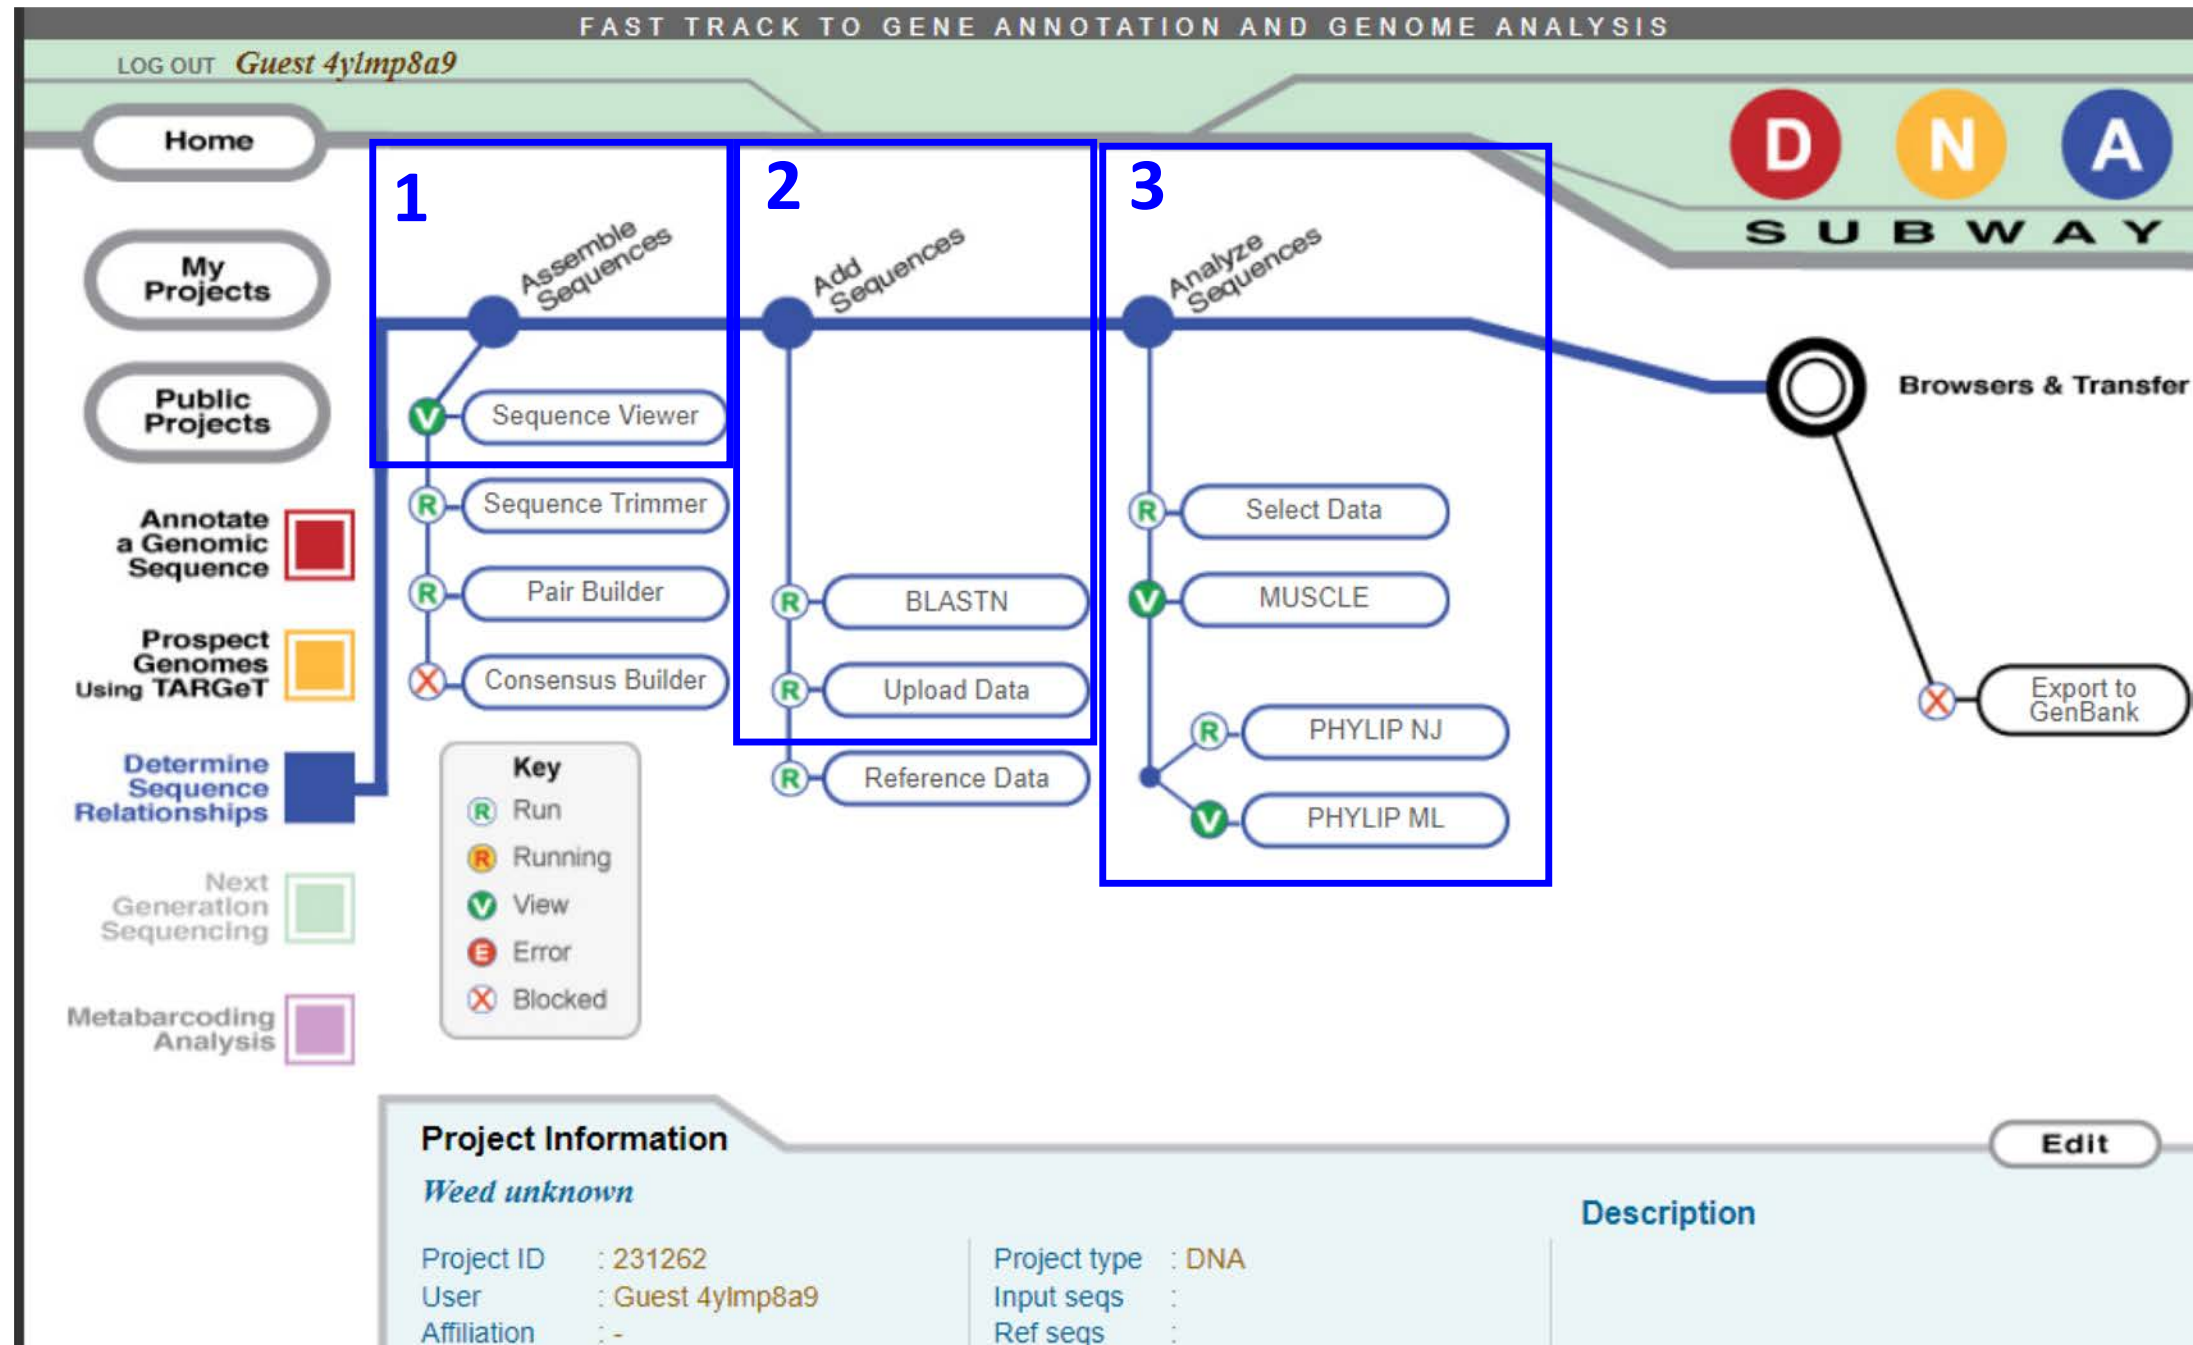 FAST TRACK TO GENE ANNOTATION AND GENOME ANALYSIS
LOG OUT Guest 4ylmp8a9
D N A
SUBWAY
Home
My
Projects
Public
Projects
Annotate
a Genomic
Sequence
Prospect
Genomes
Using TARGeT
Determine
Sequence
Relationships
Next
Generation
Sequencing
Metabarcoding
Analysis
1
Assemble
Sequences
V Sequence Viewer
R Sequence Trimmer
R Pair Builder
X Consensus Builder
Key
R Run
R Running
V View
E Error
X Blocked
2
Add
Sequences
R BLASTN
R Upload Data
R Reference Data
3
Analyze
Sequences
R Select Data
V MUSCLE
R PHYLIP NJ
V PHYLIP ML
Browsers & Transfer
X Export to
GenBank
Project Information
Edit
Weed unknown
Project ID : 231262
User : Guest 4ylmp8a9
Affiliation : -
Project type : DNA
Input seqs :
Ref seqs :
Description